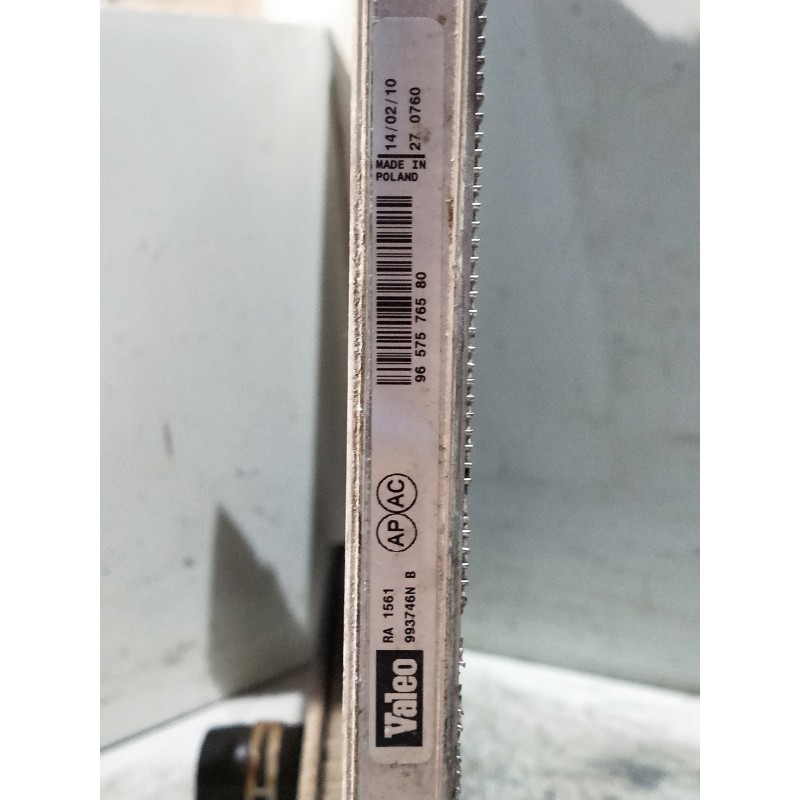 Valeo
RA 1561
993746N B
AP AC
96 575 765 80
MADE IN
POLAND
14/02/10
27 0760